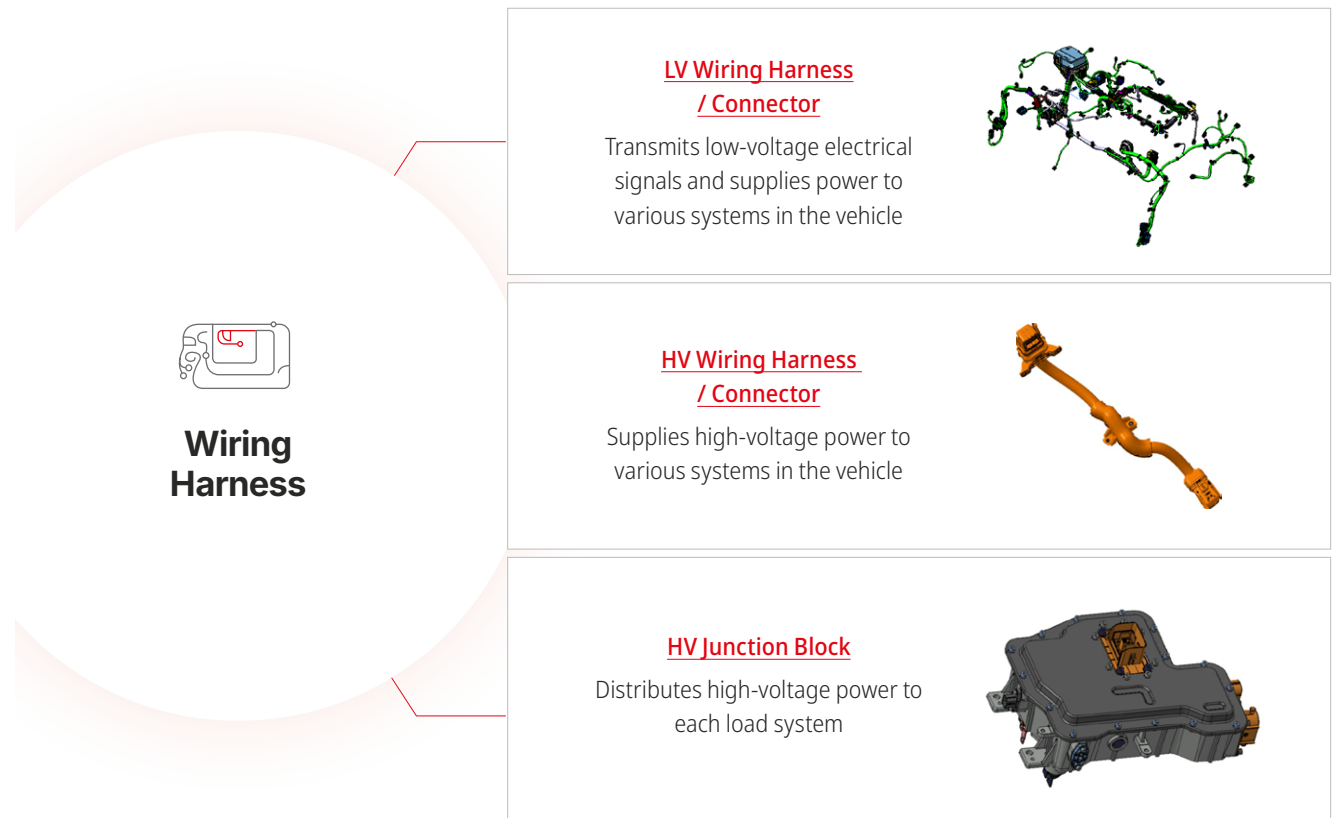 Wiring
Harness
LV Wiring Harness
/ Connector
Transmits low-voltage electrical
signals and supplies power to
various systems in the vehicle
HV Wiring Harness
/ Connector
Supplies high-voltage power to
various systems in the vehicle
HV Junction Block
Distributes high-voltage power to
each load system